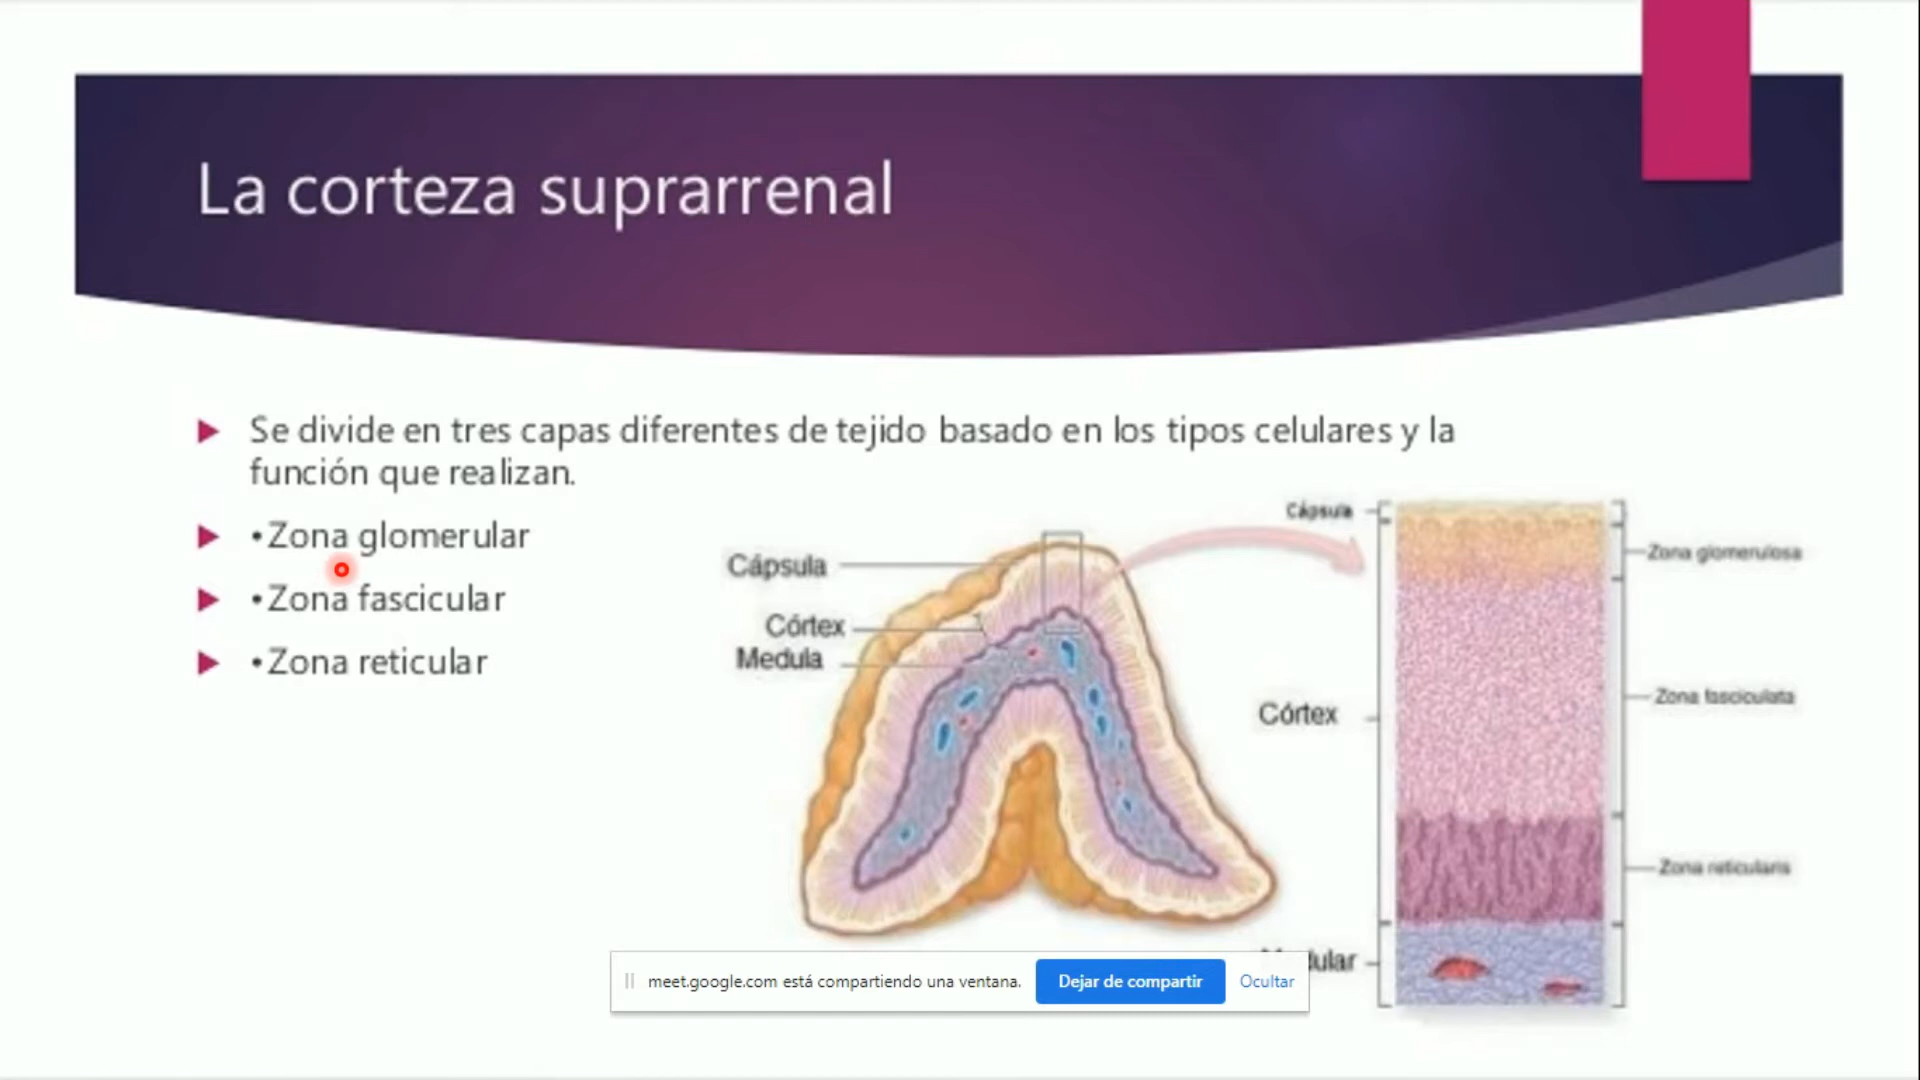 La corteza suprarrenal
Se divide en tres capas diferentes de tejido basado en los tipos celulares y la
función que realizan.
•Zona glomerular
•Zona fascicular
•Zona reticular
Cápsula
Córtex
Medula
Cápsula
Córtex
Zona glomerulosa
Zona fasciculata
Zona reticularis
meet.google.com está compartiendo una ventana.
Dejar de compartir
Ocultar